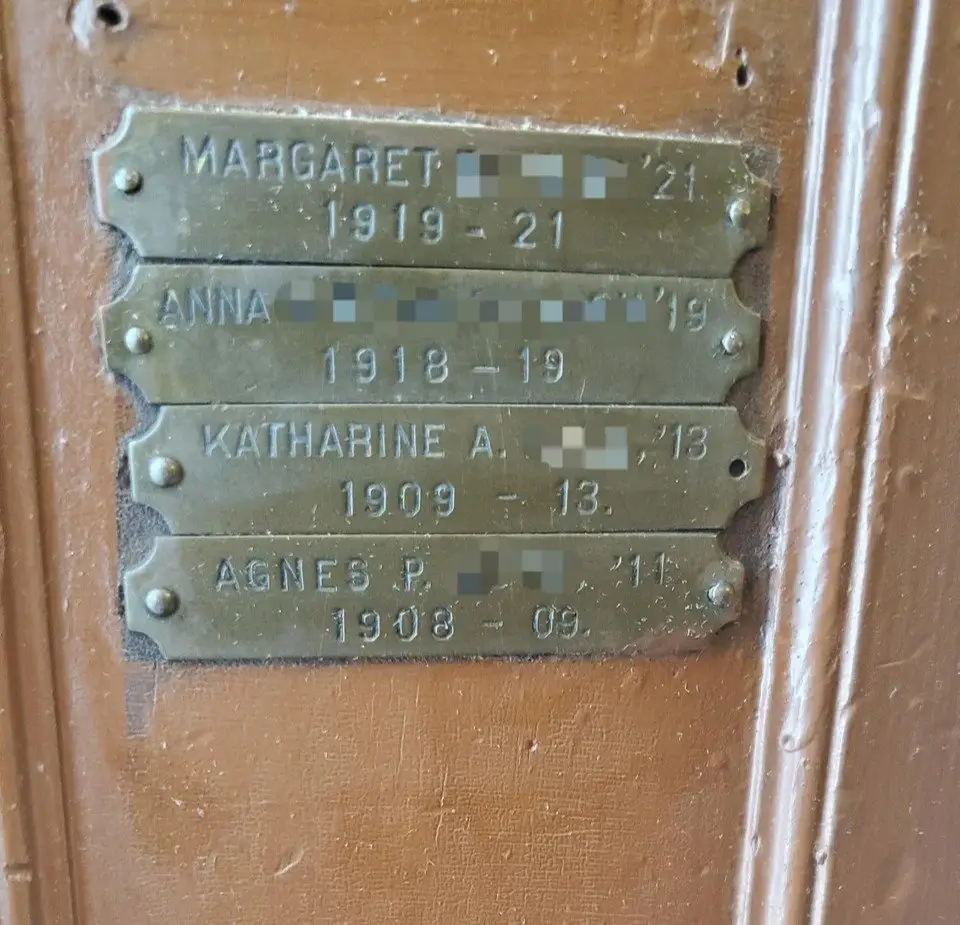 MARGARET '21
1919 - 21
ANNA '19
1918 - 19
KATHARINE A. , '13
1909 - 13.
AGNES P. '11
1908 - 09.